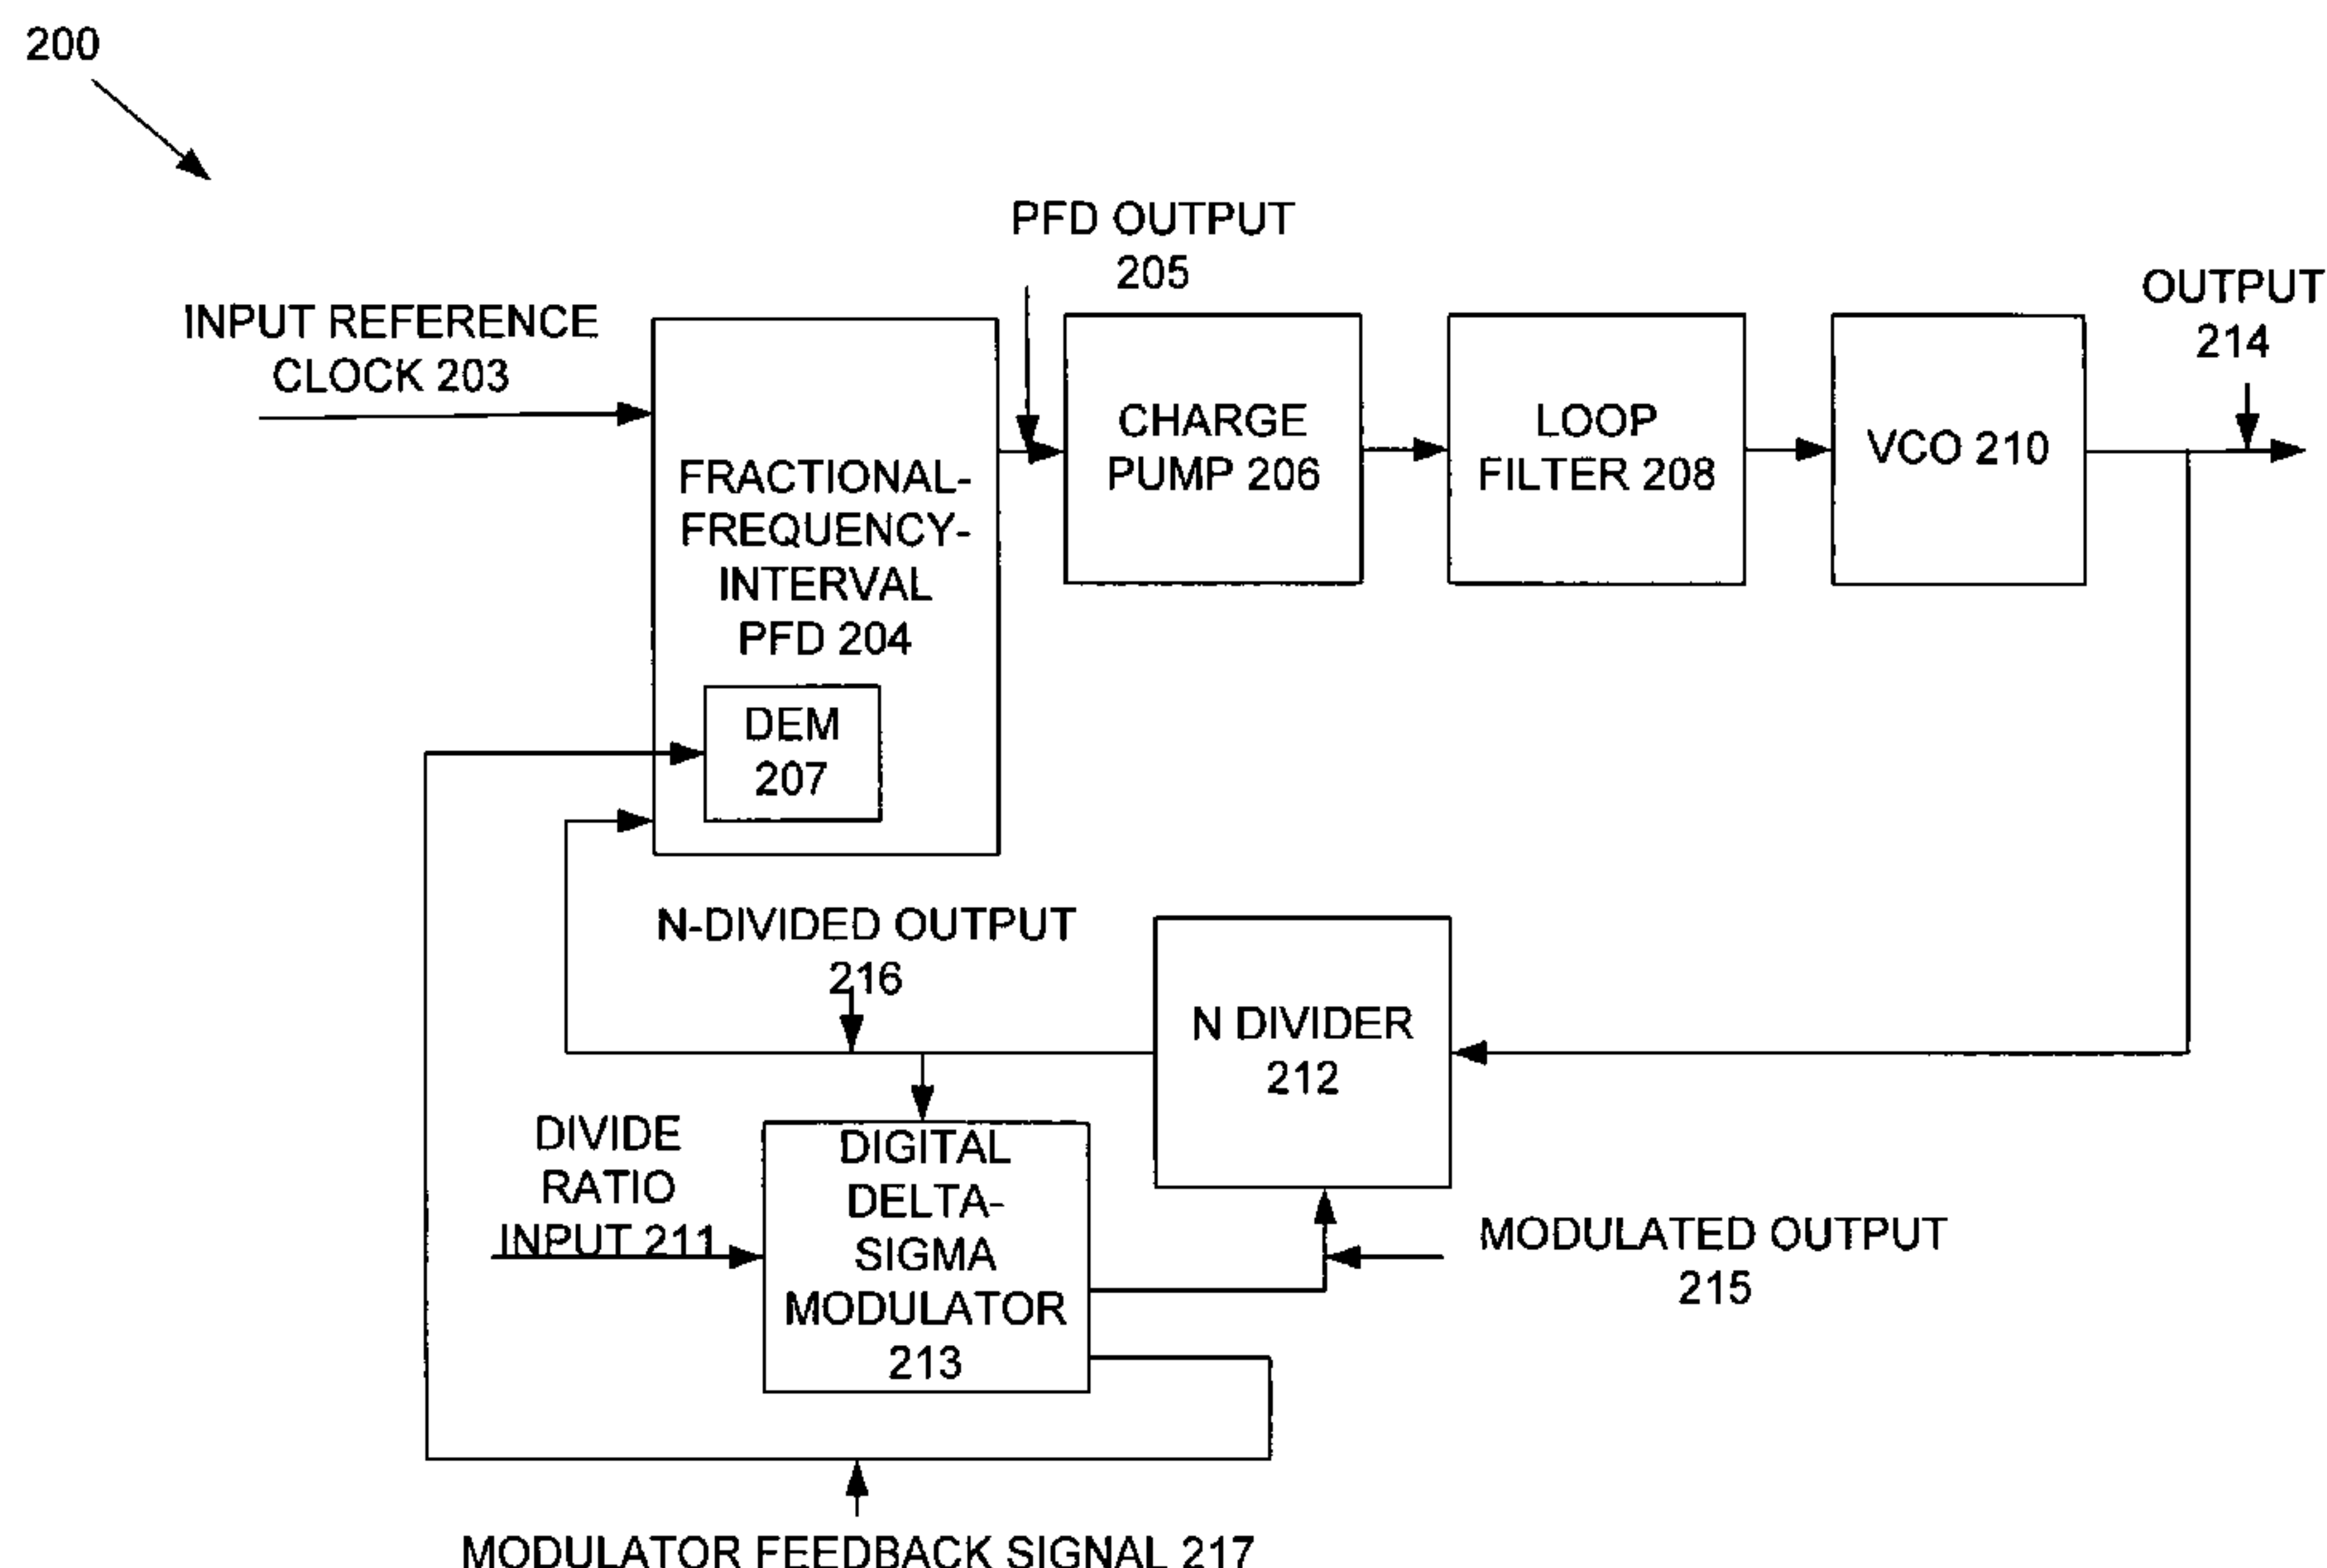 200
PFD OUTPUT
205
OUTPUT
214
INPUT REFERENCE
CLOCK 203
FRACTIONAL-
FREQUENCY-
INTERVAL
PFD 204
CHARGE
PUMP 206
LOOP
FILTER 208
VCO 210
DEM
207
N-DIVIDED OUTPUT
216
N DIVIDER
212
DIVIDE
RATIO
INPUT 211
DIGITAL
DELTA-
SIGMA
MODULATOR
213
MODULATED OUTPUT
215
MODULATOR FEEDBACK SIGNAL 217